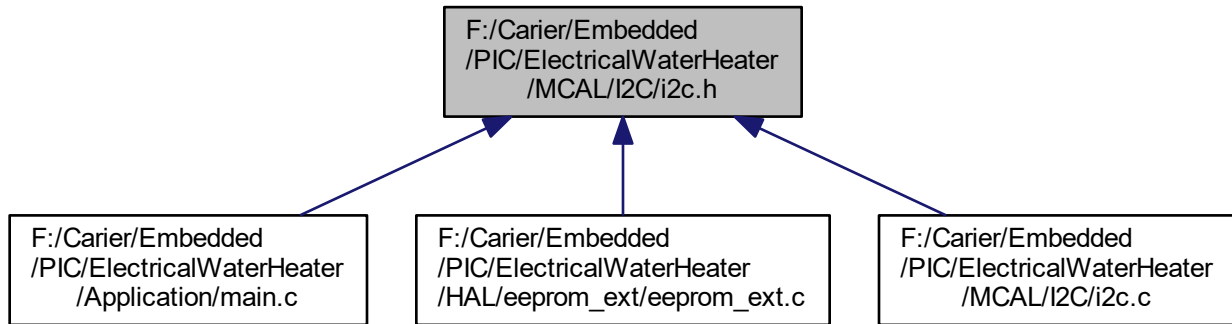 F:/Carier/Embedded
/PIC/ElectricalWaterHeater
/MCAL/I2C/i2c.h
F:/Carier/Embedded
/PIC/ElectricalWaterHeater
/Application/main.c
F:/Carier/Embedded
/PIC/ElectricalWaterHeater
/HAL/eeprom_ext/eeprom_ext.c
F:/Carier/Embedded
/PIC/ElectricalWaterHeater
/MCAL/I2C/i2c.c